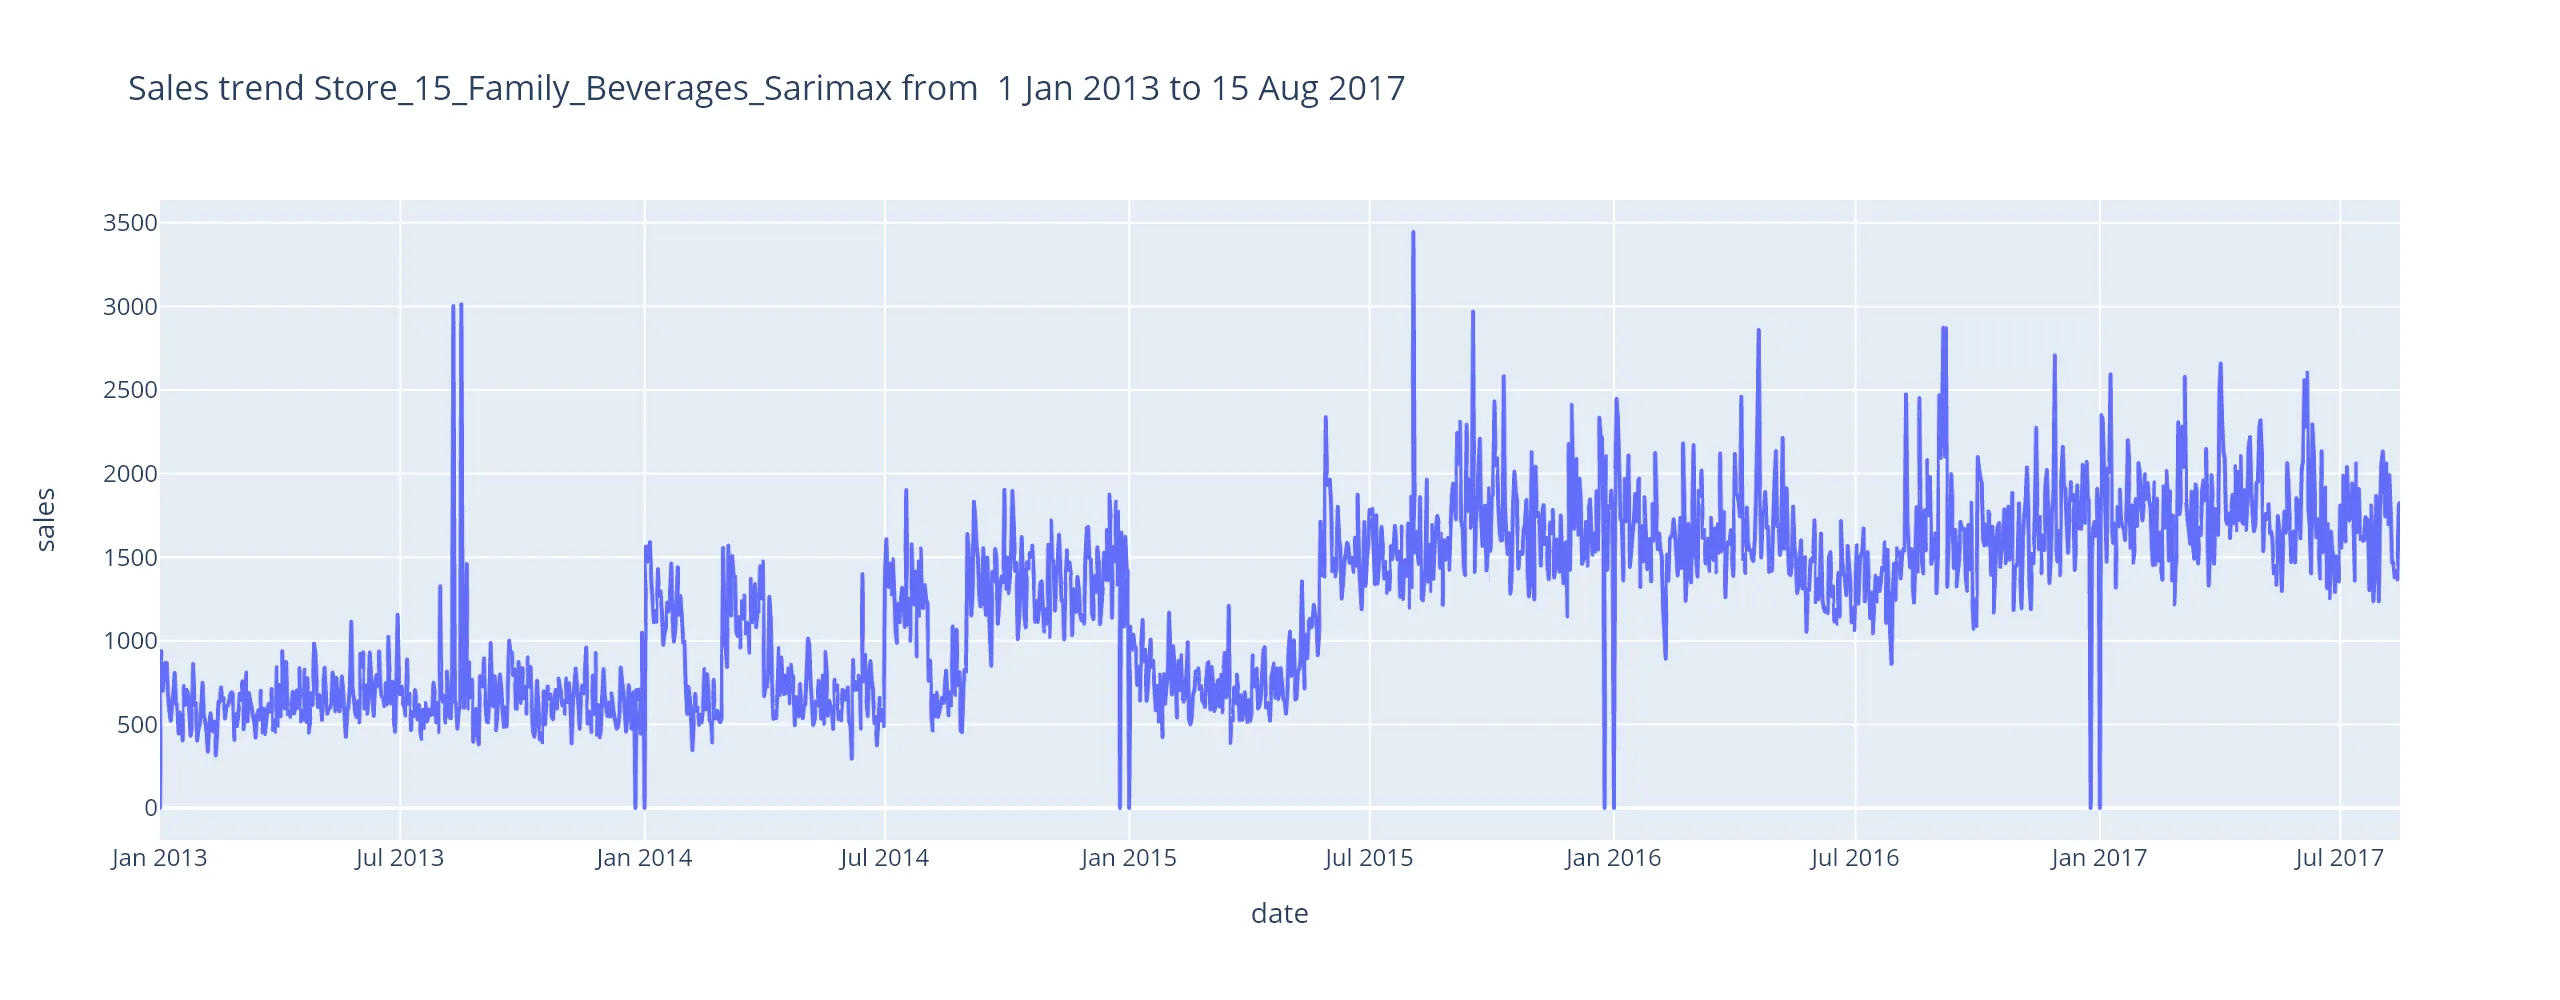 Sales trend Store_15_Family_Beverages_Sarimax from  1 Jan 2013 to 15 Aug 2017
3500
3000
2500
2000
1500
1000
500
0
sales
Jan 2013 Jul 2013 Jan 2014 Jul 2014 Jan 2015 Jul 2015 Jan 2016 Jul 2016 Jan 2017 Jul 2017
date